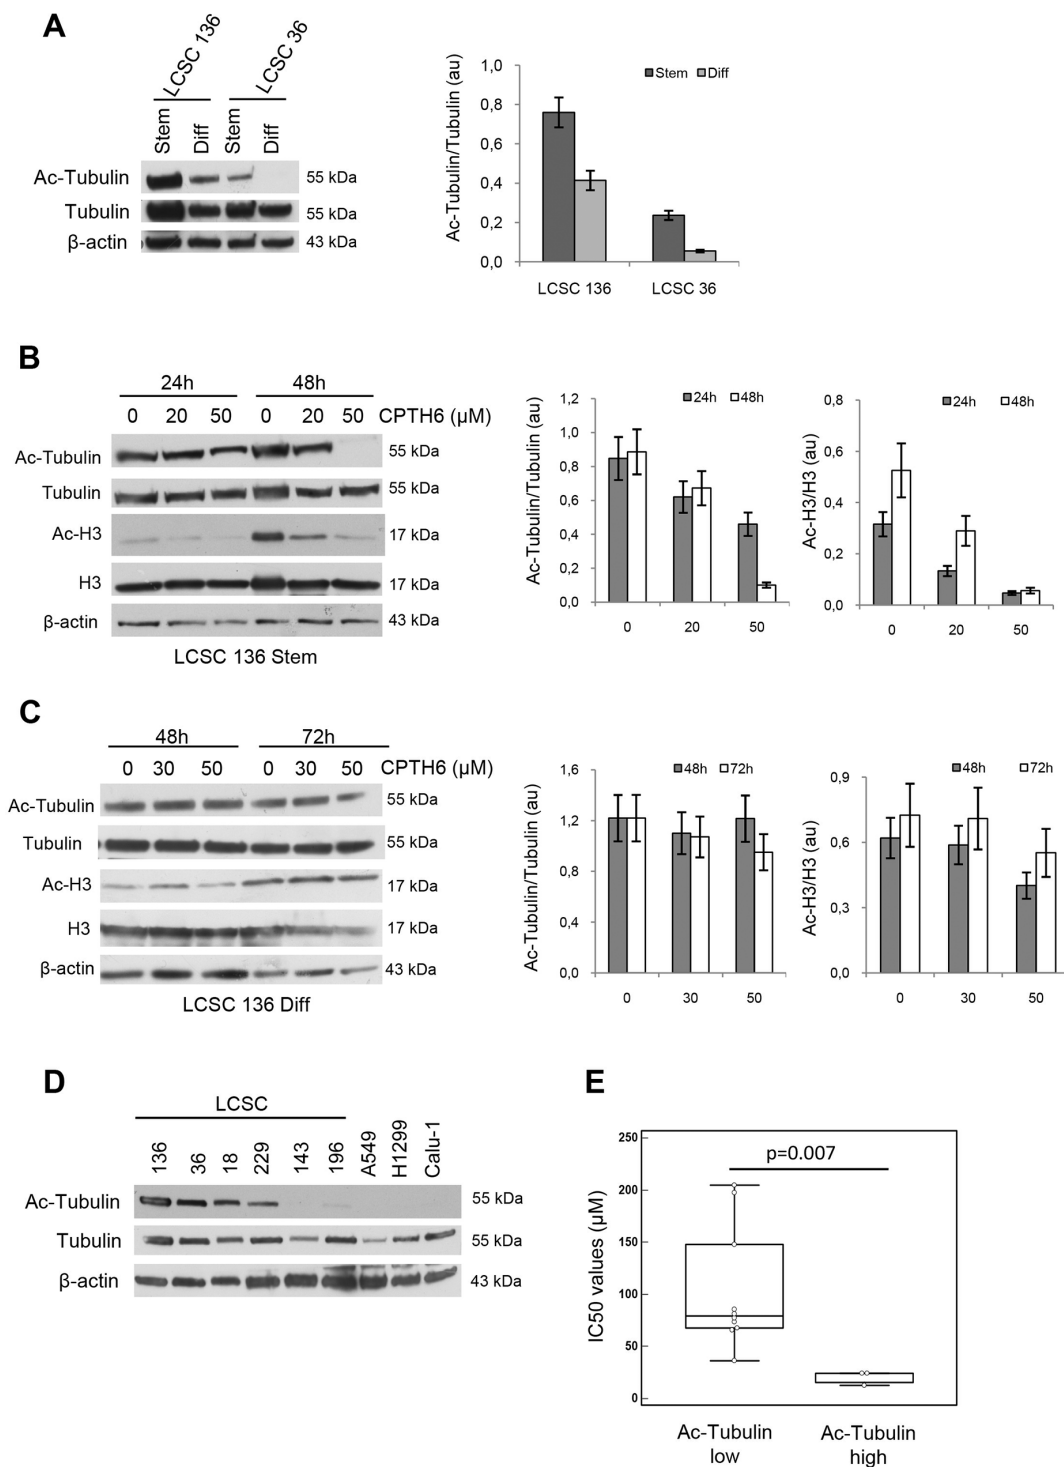 A
LCSC 136
LCSC 36
Stem
Diff
Stem
Diff
Ac-Tubulin
55 kDa
Tubulin
55 kDa
β-actin
43 kDa
Ac-Tubulin/Tubulin (au)
1,0
0,8
0,6
0,4
0,2
0,0
Stem Diff
LCSC 136 LCSC 36
B
24h 48h
0 20 50 0 20 50 CPTH6 (µM)
Ac-Tubulin 55 kDa
Tubulin 55 kDa
Ac-H3 17 kDa
H3 17 kDa
β-actin 43 kDa
LCSC 136 Stem
Ac-Tubulin/Tubulin (au)
1,2
1,0
0,8
0,6
0,4
0,2
0,0
24h 48h
0 20 50
Ac-H3/H3 (au)
0,8
0,6
0,4
0,2
0,0
24h 48h
0 20 50
C
48h 72h
0 30 50 0 30 50 CPTH6 (µM)
Ac-Tubulin 55 kDa
Tubulin 55 kDa
Ac-H3 17 kDa
H3 17 kDa
β-actin 43 kDa
LCSC 136 Diff
Ac-Tubulin/Tubulin (au)
1,6
1,2
0,8
0,4
0,0
48h 72h
0 30 50
Ac-H3/H3 (au)
0,9
0,6
0,3
0,0
48h 72h
0 30 50
D
LCSC
136 36 18 229 143 196 A549 H1299 Calu-1
Ac-Tubulin 55 kDa
Tubulin 55 kDa
β-actin 43 kDa
E
p=0.007
IC50 values (µM)
250
200
150
100
50
0
Ac-Tubulin low
Ac-Tubulin high